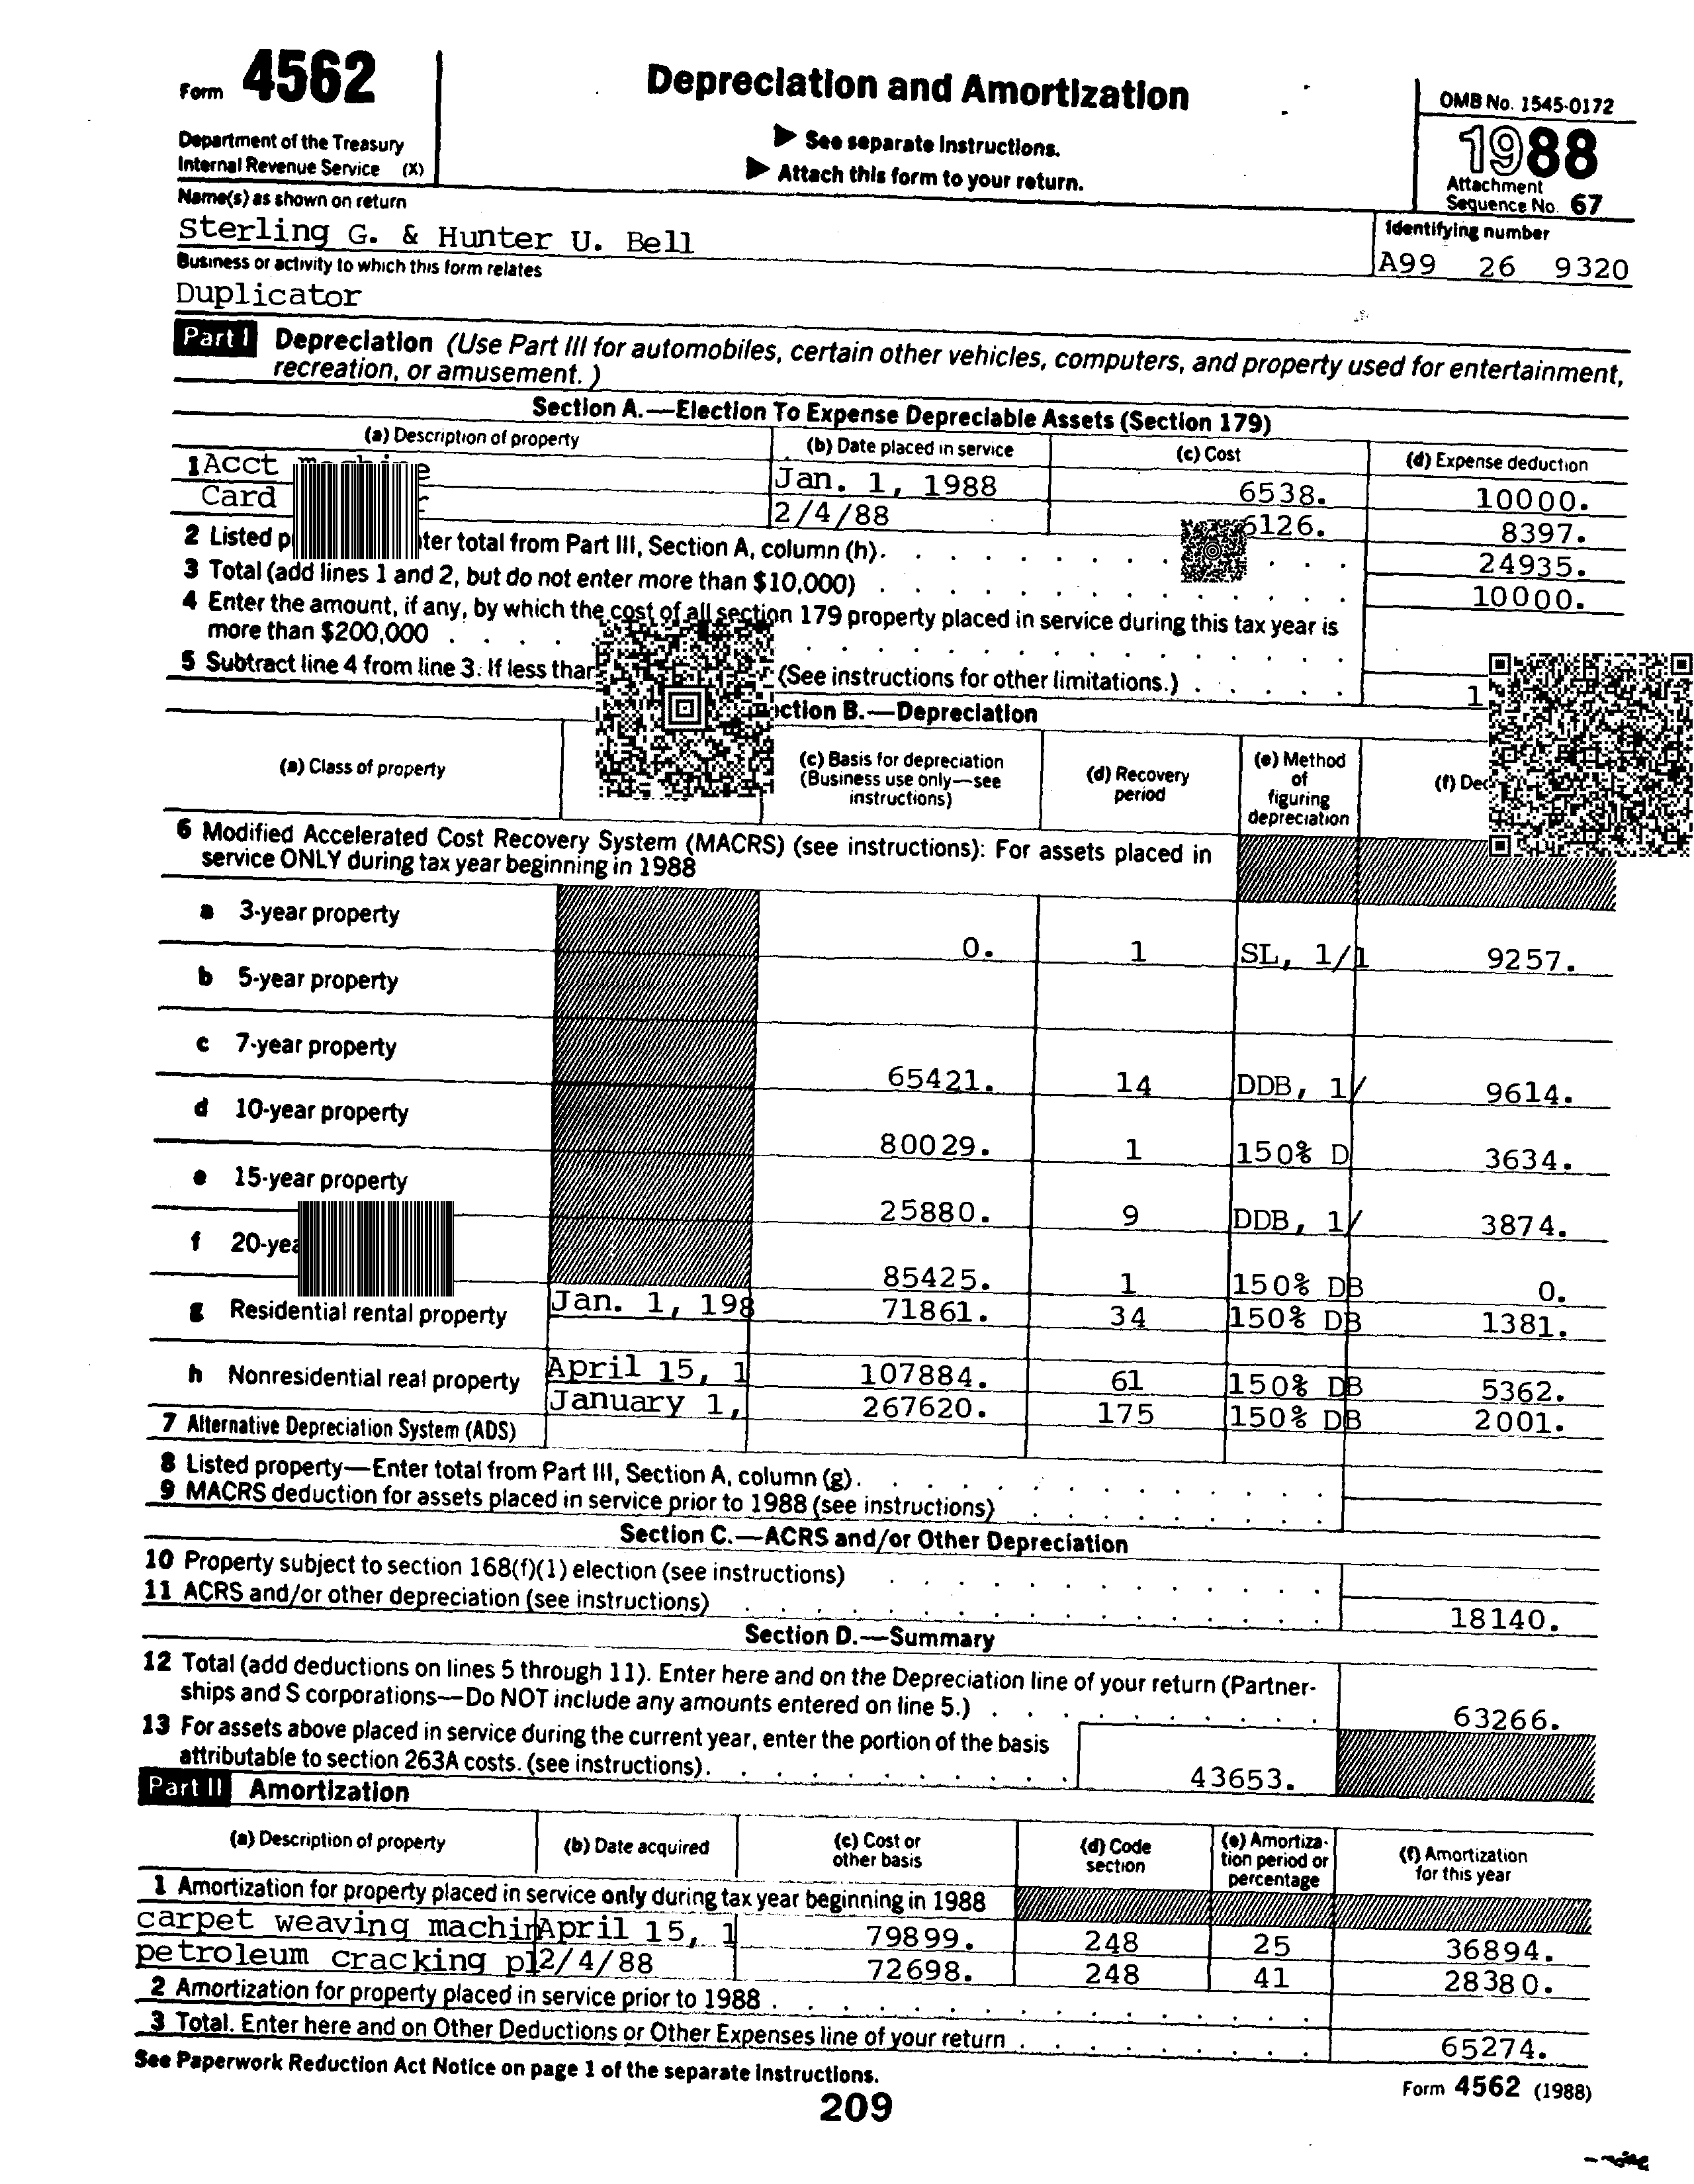 Form 4562
Depreciation and Amortization
OMB No. 1545-0172
Department of the Treasury
Internal Revenue Service (X)
▶ See separate Instructions.
▶ Attach this form to your return.
1988
Attachment
Sequence No. 67
Name(s) as shown on return
Sterling G. & Hunter U. Bell
Identifying number
A99 26 9320
Business or activity to which this form relates
Duplicator
Part I Depreciation (Use Part III for automobiles, certain other vehicles, computers, and property used for entertainment,
recreation, or amusement.)
Section A.—Election To Expense Depreciable Assets (Section 179)
(a) Description of property (b) Date placed in service (c) Cost (d) Expense deduction
1 Acct Jan. 1, 1988 6538. 10000.
Card 2/4/88 6126. 8397.
2 Listed total from Part III, Section A, column (h). 24935.
3 Total (add lines 1 and 2, but do not enter more than $10,000) 10000.
4 Enter the amount, if any, by which the cost of all section 179 property placed in service during this tax year is
more than $200,000
5 Subtract line 4 from line 3. If less (See instructions for other limitations.)
Section B.—Depreciation
(a) Class of property (c) Basis for depreciation (Business use only—see instructions) (d) Recovery period (e) Method of figuring depreciation (f)
6 Modified Accelerated Cost Recovery System (MACRS) (see instructions): For assets placed in
service ONLY during tax year beginning in 1988
a 3-year property 0. 1 SL, 1/1 9257.
b 5-year property
c 7-year property 65421. 14 DDB, 1/ 9614.
d 10-year property 80029. 1 150% D 3634.
e 15-year property 25880. 9 DDB, 1/ 3874.
f 85425. 1 150% DB 0.
g Residential rental property Jan. 1, 198 71861. 34 150% DB 1381.
h Nonresidential real property April 15, 1 107884. 61 150% DB 5362.
7 Alternative Depreciation System (ADS) January 1, 267620. 175 150% DB 2001.
8 Listed property—Enter total from Part III, Section A, column (g).
9 MACRS deduction for assets placed in service prior to 1988 (see instructions)
Section C.—ACRS and/or Other Depreciation
10 Property subject to section 168(f)(1) election (see instructions)
11 ACRS and/or other depreciation (see instructions) 18140.
Section D.—Summary
12 Total (add deductions on lines 5 through 11). Enter here and on the Depreciation line of your return (Partner-
ships and S corporations—Do NOT include any amounts entered on line 5.) 63266.
13 For assets above placed in service during the current year, enter the portion of the basis
attributable to section 263A costs. (see instructions). 43653.
Part II Amortization
(a) Description of property (b) Date acquired (c) Cost or other basis (d) Code section (e) Amortiza-tion period or percentage (f) Amortization for this year
1 Amortization for property placed in service only during tax year beginning in 1988
carpet weaving machin April 15, 1 79899. 248 25 36894.
petroleum cracking pl 2/4/88 72698. 248 41 28380.
2 Amortization for property placed in service prior to 1988
3 Total. Enter here and on Other Deductions or Other Expenses line of your return 65274.
See Paperwork Reduction Act Notice on page 1 of the separate Instructions.
Form 4562 (1988)
209